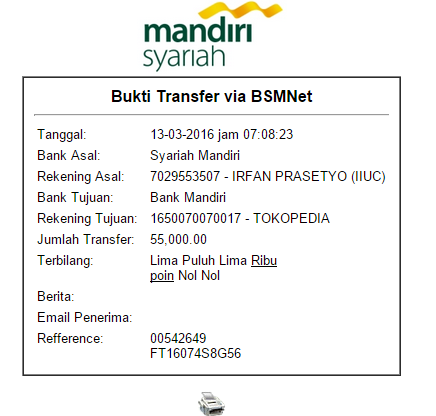 mandiri
syariah
Bukti Transfer via BSMNet
Tanggal: 13-03-2016 jam 07:08:23
Bank Asal: Syariah Mandiri
Rekening Asal: 7029553507 - IRFAN PRASETYO (IIUC)
Bank Tujuan: Bank Mandiri
Rekening Tujuan: 1650070070017 - TOKOPEDIA
Jumlah Transfer: 55,000.00
Terbilang: Lima Puluh Lima Ribu
poin Nol Nol
Berita:
Email Penerima:
Refference: 00542649
FT16074S8G56